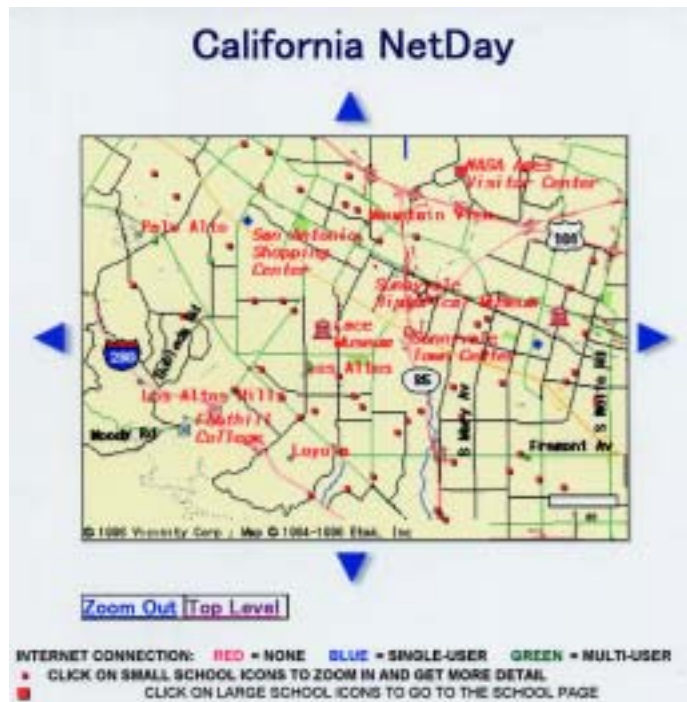 California NetDay
NASA Ames
Visitor Center
Mountain View
Palo Alto
San Antonio
Shopping
Center
101
Sunnyvale
Historical Museum
Lace
Museum
Sunnyvale
Town Center
280
Los Altos
85
Los Altos Hills
Foothill
College
Moody Rd
Loyola
S Mary Av
Fremont Av
© 1996 Vicinity Corp ; Map © 1984-1996 Etak, Inc
Zoom Out Top Level
INTERNET CONNECTION: RED = NONE BLUE = SINGLE-USER GREEN = MULTI-USER
CLICK ON SMALL SCHOOL ICONS TO ZOOM IN AND GET MORE DETAIL
CLICK ON LARGE SCHOOL ICONS TO GO TO THE SCHOOL PAGE